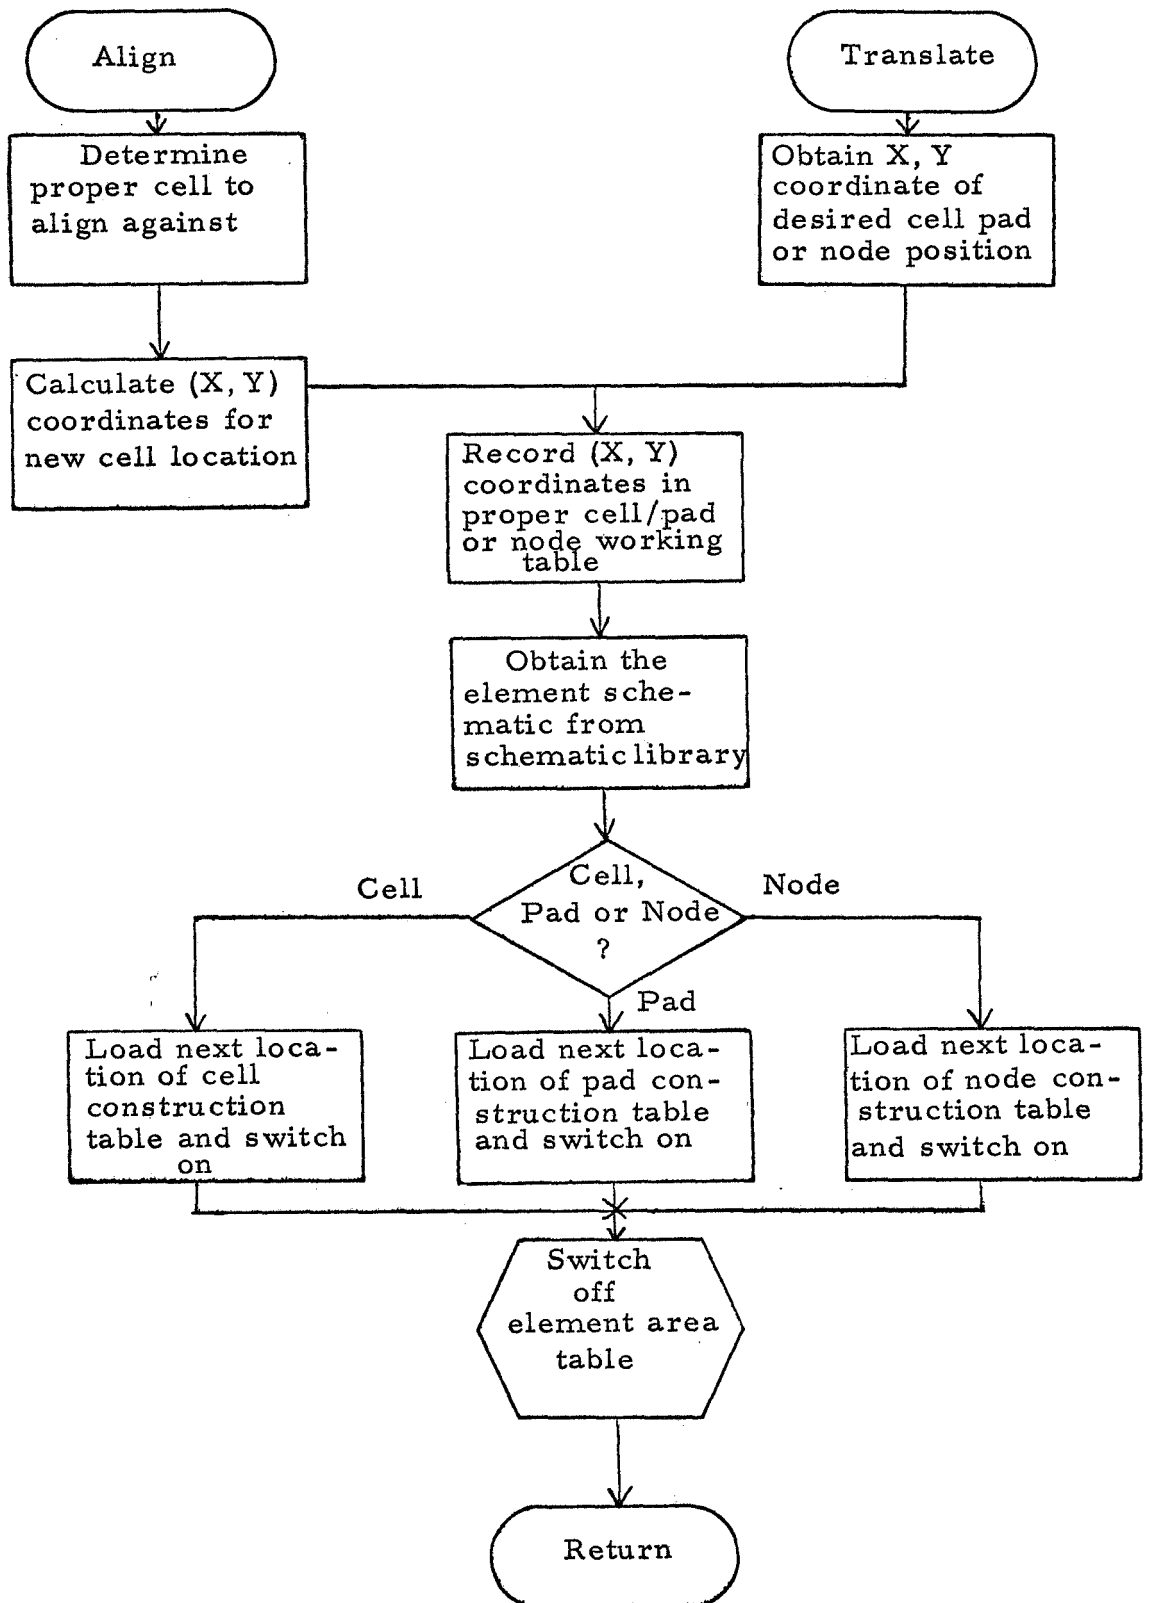 Align
Translate
Determine
proper cell to
align against
Obtain X, Y
coordinate of
desired cell pad
or node position
Calculate (X, Y)
coordinates for
new cell location
Record (X, Y)
coordinates in
proper cell/pad
or node working
table
Obtain the
element sche-
matic from
schematic library
Cell
Cell,
Pad or Node
?
Node
Pad
Load next loca-
tion of cell
construction
table and switch
on
Load next loca-
tion of pad con-
struction table
and switch on
Load next loca-
tion of node con-
struction table
and switch on
Switch
off
element area
table
Return